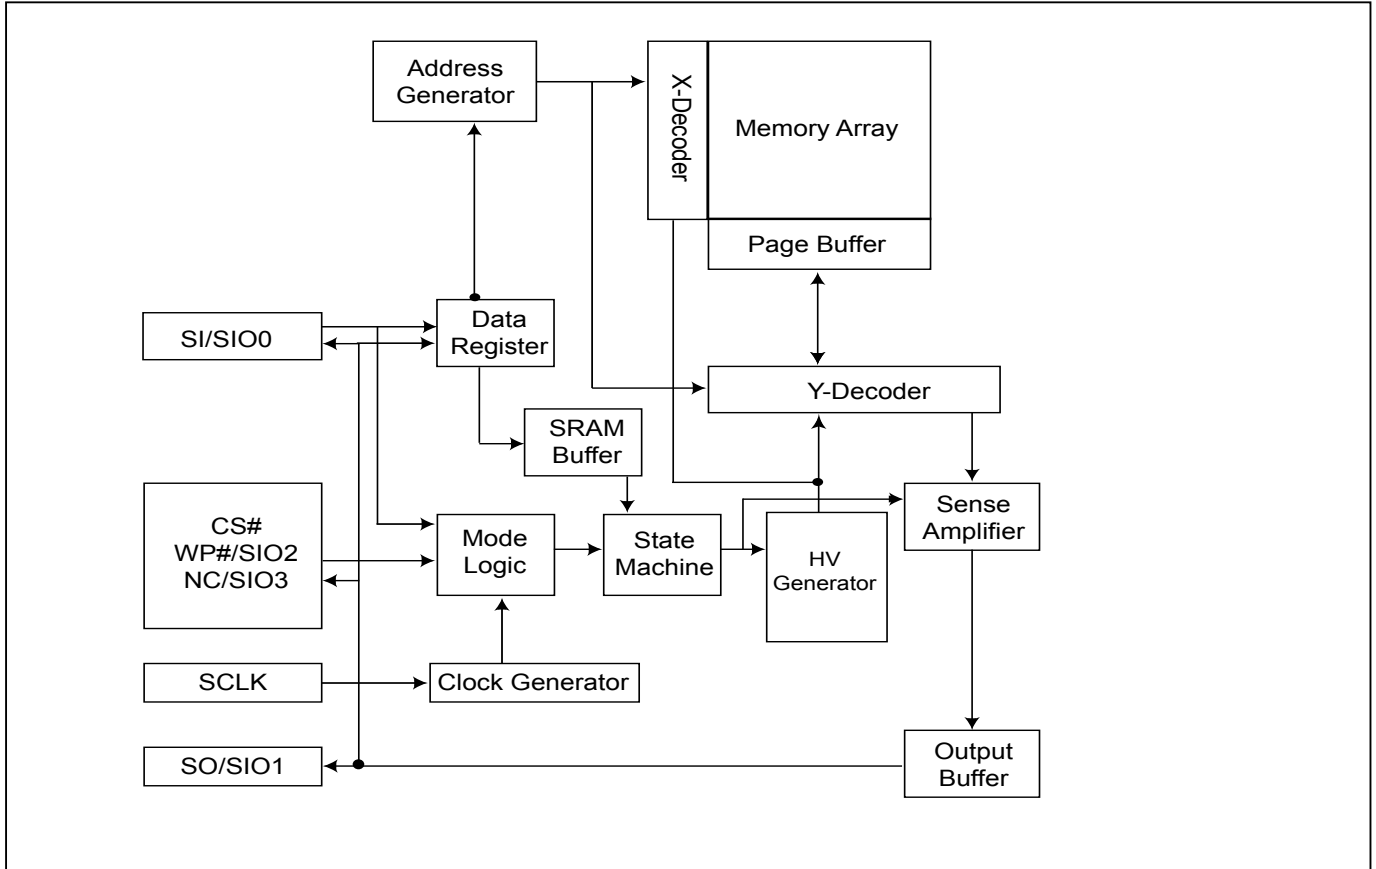 Address
Generator
X-Decoder
Memory Array
Page Buffer
SI/SIO0
Data
Register
Y-Decoder
SRAM
Buffer
CS#
WP#/SIO2
NC/SIO3
Mode
Logic
State
Machine
HV
Generator
Sense
Amplifier
SCLK
Clock Generator
SO/SIO1
Output
Buffer